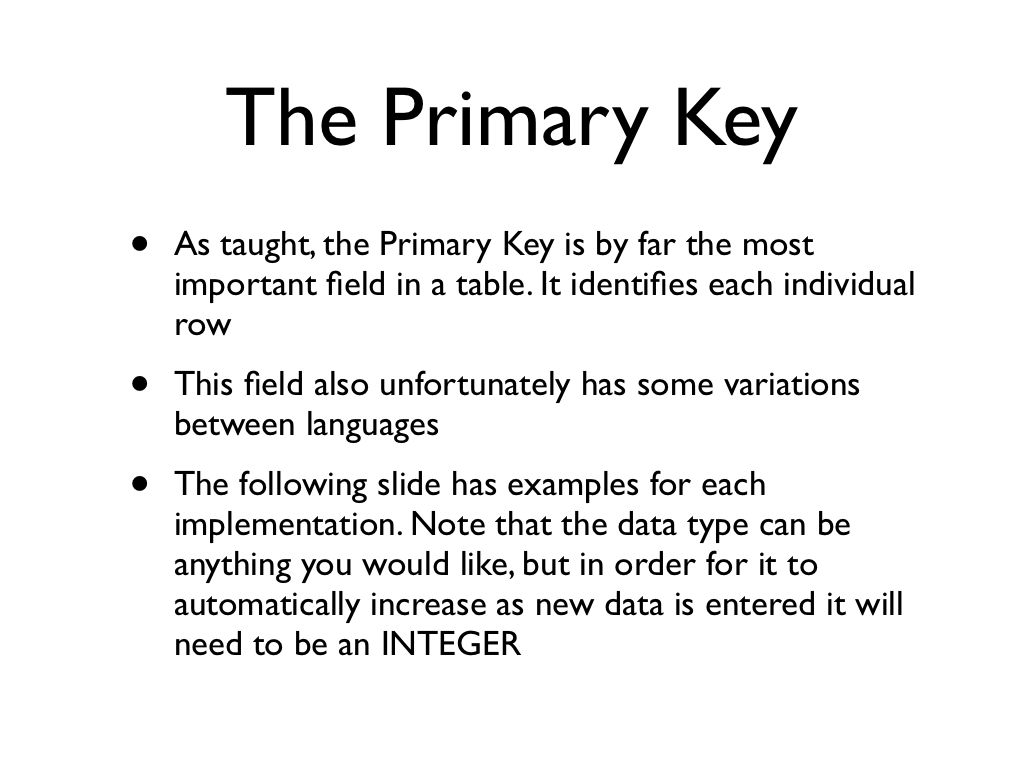 The Primary Key
• As taught, the Primary Key is by far the most
important field in a table. It identifies each individual
row
• This field also unfortunately has some variations
between languages
• The following slide has examples for each
implementation. Note that the data type can be
anything you would like, but in order for it to
automatically increase as new data is entered it will
need to be an INTEGER